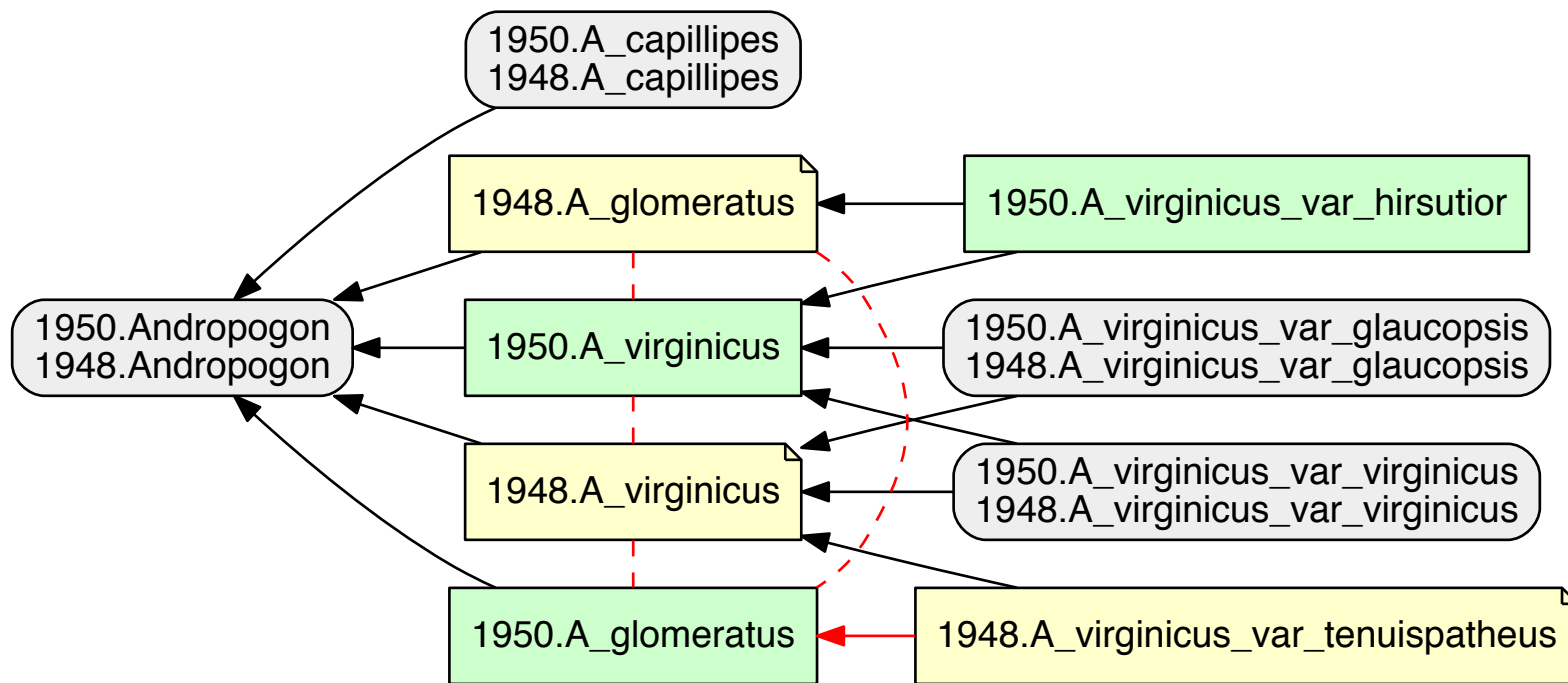 1950.A_capillipes
1948.A_capillipes
1948.A_glomeratus
1950.A_virginicus_var_hirsutior
1950.Andropogon
1948.Andropogon
1950.A_virginicus
1950.A_virginicus_var_glaucopsis
1948.A_virginicus_var_glaucopsis
1948.A_virginicus
1950.A_virginicus_var_virginicus
1948.A_virginicus_var_virginicus
1950.A_glomeratus
1948.A_virginicus_var_tenuispatheus